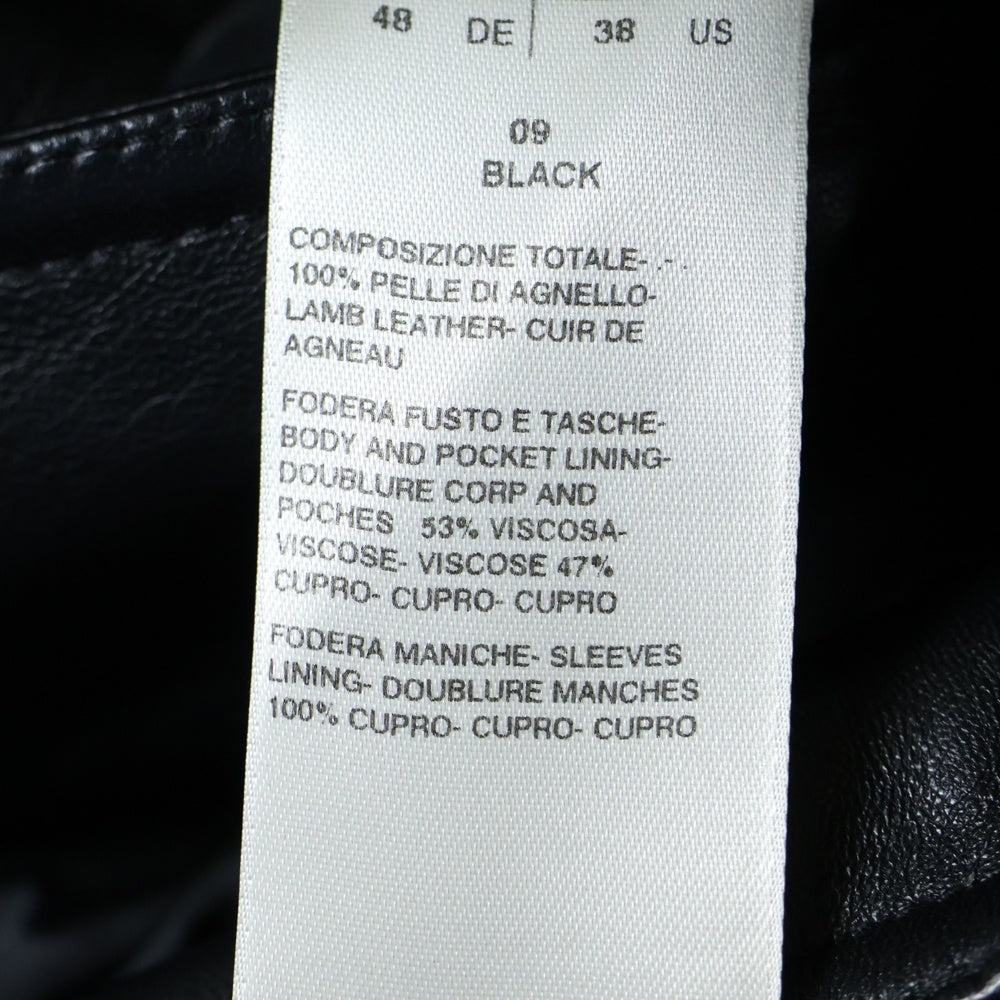 48 DE | 38 US
09
BLACK
COMPOSIZIONE TOTALE- .- .
100% PELLE DI AGNELLO-
LAMB LEATHER- CUIR DE
AGNEAU
FODERA FUSTO E TASCHE-
BODY AND POCKET LINING-
DOUBLURE CORP AND
POCHES 53% VISCOSA-
VISCOSE- VISCOSE 47%
CUPRO- CUPRO- CUPRO
FODERA MANICHE- SLEEVES
LINING- DOUBLURE MANCHES
100% CUPRO- CUPRO- CUPRO